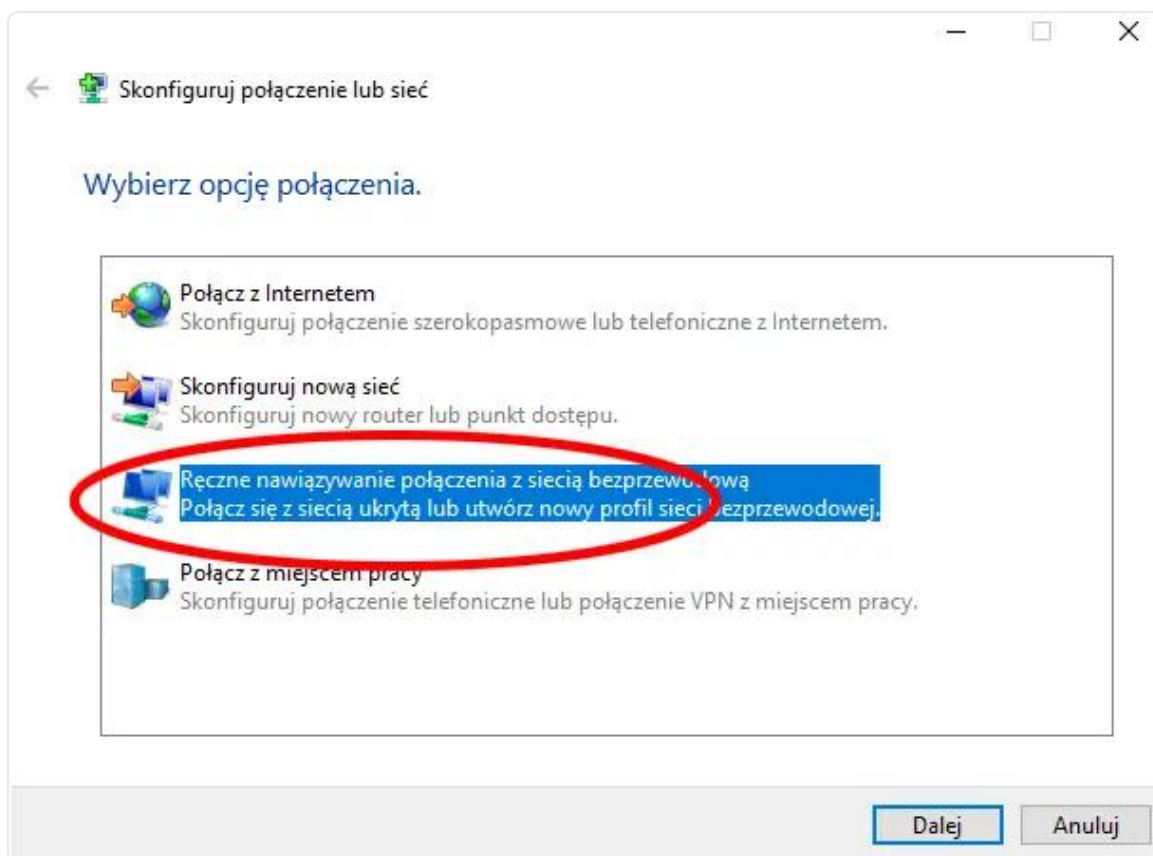 Skonfiguruj połączenie lub sieć
Wybierz opcję połączenia.
Połącz z Internetem
Skonfiguruj połączenie szerokopasmowe lub telefoniczne z Internetem.
Skonfiguruj nową sieć
Skonfiguruj nowy router lub punkt dostępu.
Ręczne nawiązywanie połączenia z siecią bezprzewodową
Połącz się z siecią ukrytą lub utwórz nowy profil sieci bezprzewodowej.
Połącz z miejscem pracy
Skonfiguruj połączenie telefoniczne lub połączenie VPN z miejscem pracy.
Dalej
Anuluj